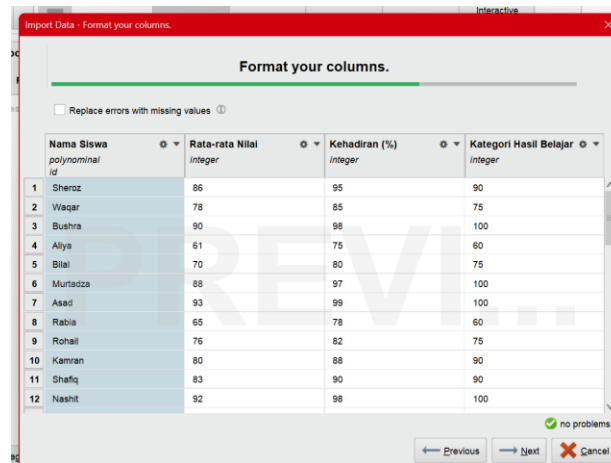 Interactive
Import Data - Format your columns.
Format your columns.
Replace errors with missing values
Nama Siswa Rata-rata Nilai Kehadiran (%) Kategori Hasil Belajar
polynominal integer integer integer
id
1 Sheroz 86 95 90
2 Waqar 78 85 75
3 Bushra 90 98 100
4 Aliya 61 75 60
5 Bilal 70 80 75
6 Murtadza 88 97 100
7 Asad 93 99 100
8 Rabia 65 78 60
9 Rohail 76 82 75
10 Kamran 80 88 90
11 Shafiq 83 90 90
12 Nashit 92 98 100
PREVI...
no problems
Previous Next Cancel